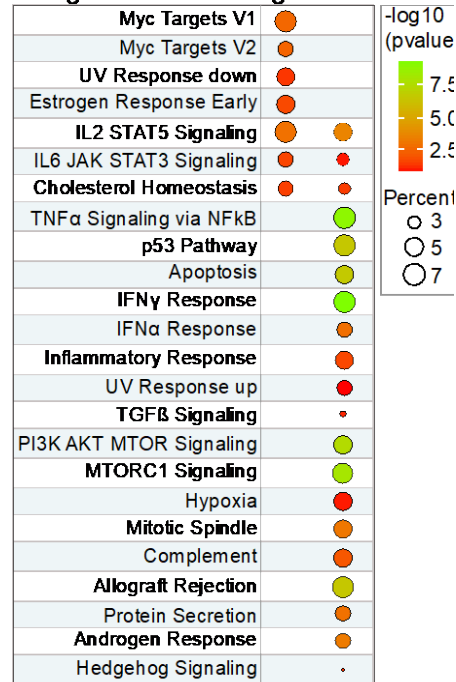 Myc Targets V1
Myc Targets V2
UV Response down
Estrogen Response Early
IL2 STAT5 Signaling
IL6 JAK STAT3 Signaling
Cholesterol Homeostasis
TNFα Signaling via NFkB
p53 Pathway
Apoptosis
IFNγ Response
IFNα Response
Inflammatory Response
UV Response up
TGFß Signaling
PI3K AKT MTOR Signaling
MTORC1 Signaling
Hypoxia
Mitotic Spindle
Complement
Allograft Rejection
Protein Secretion
Androgen Response
Hedgehog Signaling
-log10
(pvalue
7.5
5.0
2.5
Percent
3
5
7